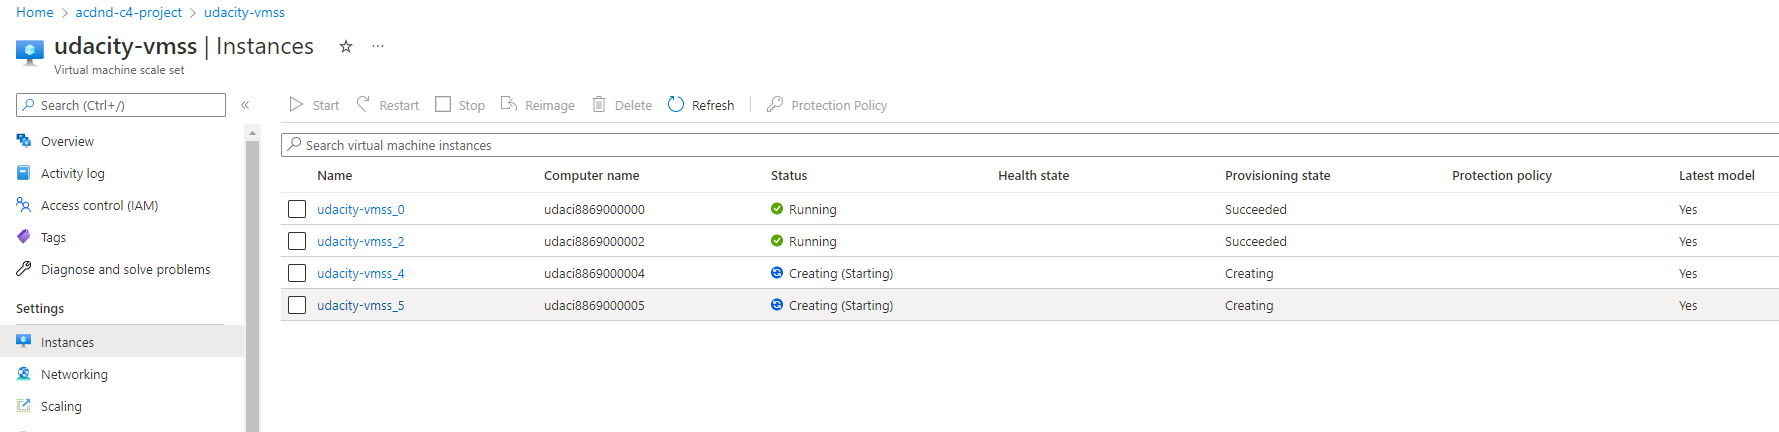 Home > acdnd-c4-project > udacity-vmss
udacity-vmss | Instances
Virtual machine scale set
Search (Ctrl+/)
Overview
Activity log
Access control (IAM)
Tags
Diagnose and solve problems
Settings
Instances
Networking
Scaling
Start Restart Stop Reimage Delete Refresh Protection Policy
Search virtual machine instances
Name Computer name Status Health state Provisioning state Protection policy Latest model
udacity-vmss_0 udaci8869000000 Running Succeeded Yes
udacity-vmss_2 udaci8869000002 Running Succeeded Yes
udacity-vmss_4 udaci8869000004 Creating (Starting) Creating Yes
udacity-vmss_5 udaci8869000005 Creating (Starting) Creating Yes